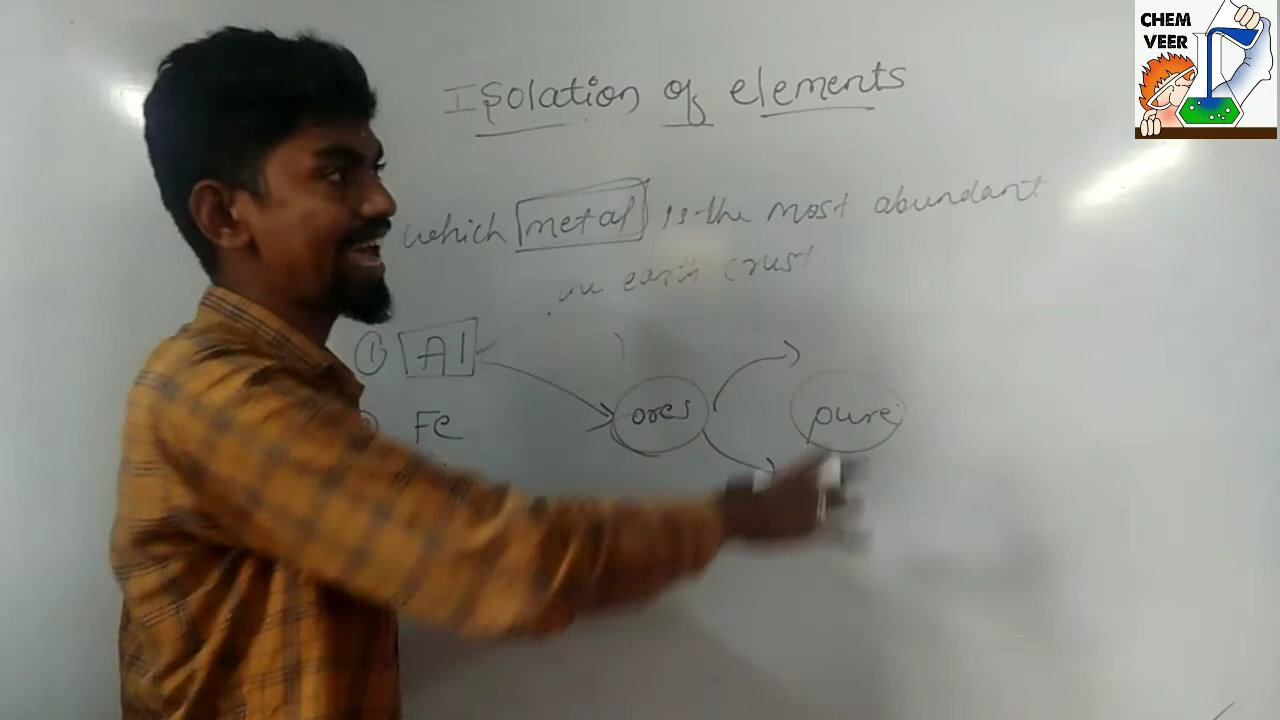 CHEM
VEER
Isolation of elements
which metal is the most abundant
in earth crust
① Al
ores
pure
Fe